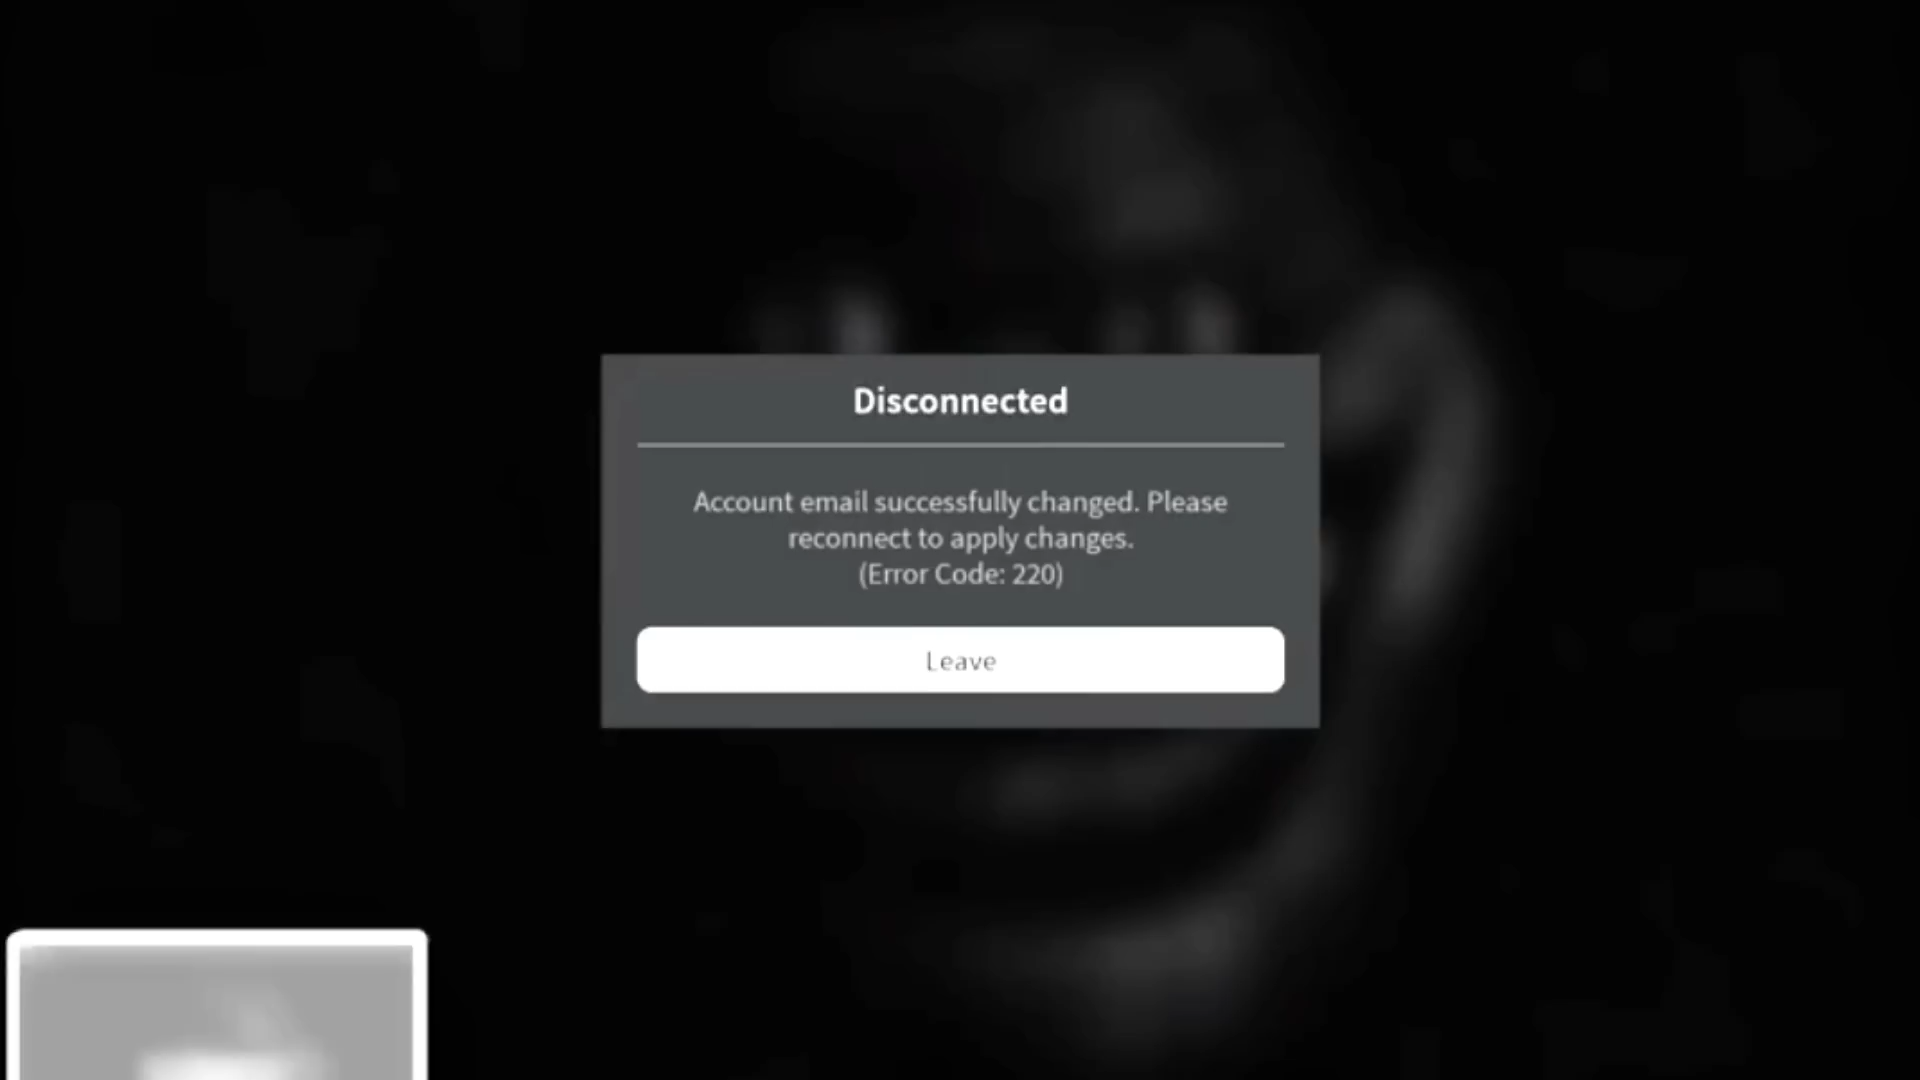 Disconnected
Account email successfully changed. Please
reconnect to apply changes.
(Error Code: 220)
Leave